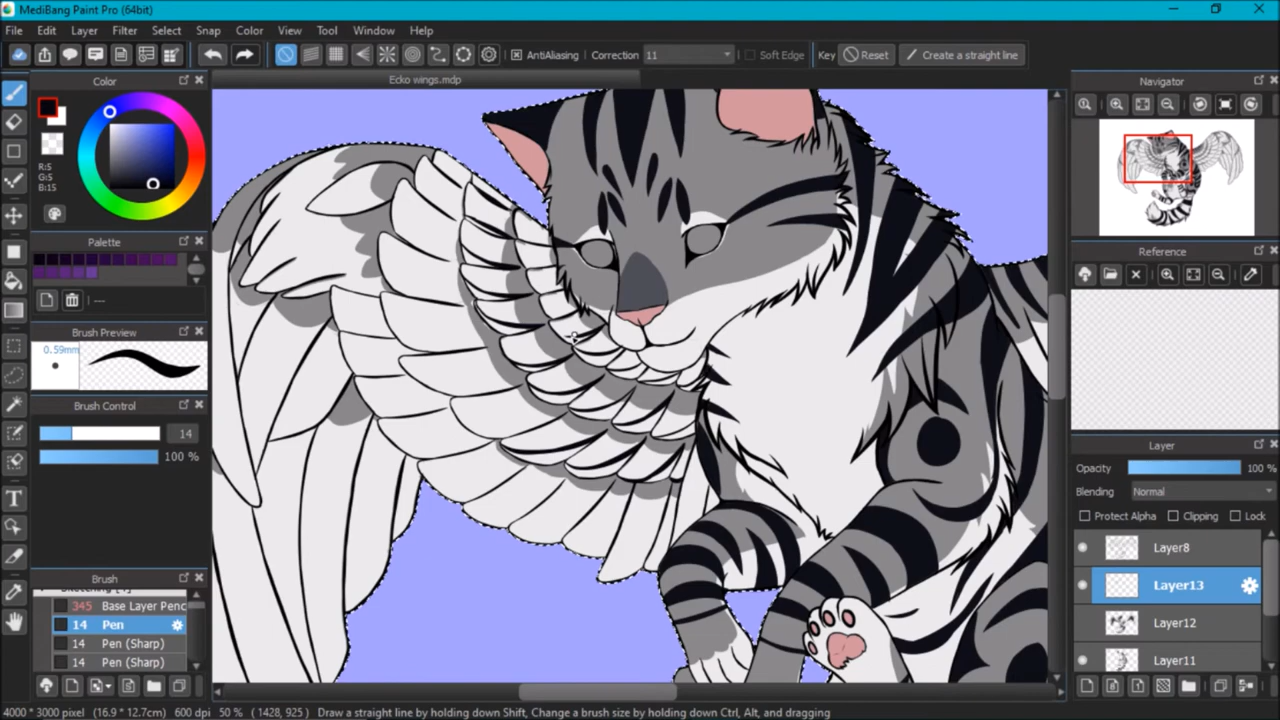 MediBang Paint Pro (64bit)
File Edit Layer Filter Select Snap Color View Tool Window Help
AntiAliasing Correction 11 Soft Edge Key Reset Create a straight line
Color
Ecko wings.mdp
Navigator
R:5
G:5
B:15
Palette
---
Reference
Brush Preview
0.59mm
Brush Control
14
100 %
Layer
Opacity 100 %
Blending Normal
Protect Alpha Clipping Lock
Layer8
Layer13
Layer12
Layer11
Brush
345 Base Layer Penc
14 Pen
14 Pen (Sharp)
14 Pen (Sharp)
4000 * 3000 pixel (16.9 * 12.7cm) 600 dpi 50 % ( 1428, 925 ) Draw a straight line by holding down Shift, Change a brush size by holding down Ctrl, Alt, and dragging